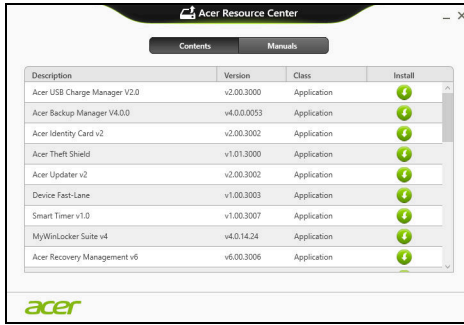 Acer Resource Center
Contents Manuals
Description Version Class Install
Acer USB Charge Manager V2.0 v2.00.3000 Application
Acer Backup Manager V4.0.0 v4.0.0.0053 Application
Acer Identity Card v2 v2.00.3002 Application
Acer Theft Shield v1.01.3000 Application
Acer Updater v2 v2.00.3002 Application
Device Fast-Lane v1.00.3003 Application
Smart Timer v1.0 v1.00.3007 Application
MyWinLocker Suite v4 v4.0.14.24 Application
Acer Recovery Management v6 v6.00.3006 Application
acer